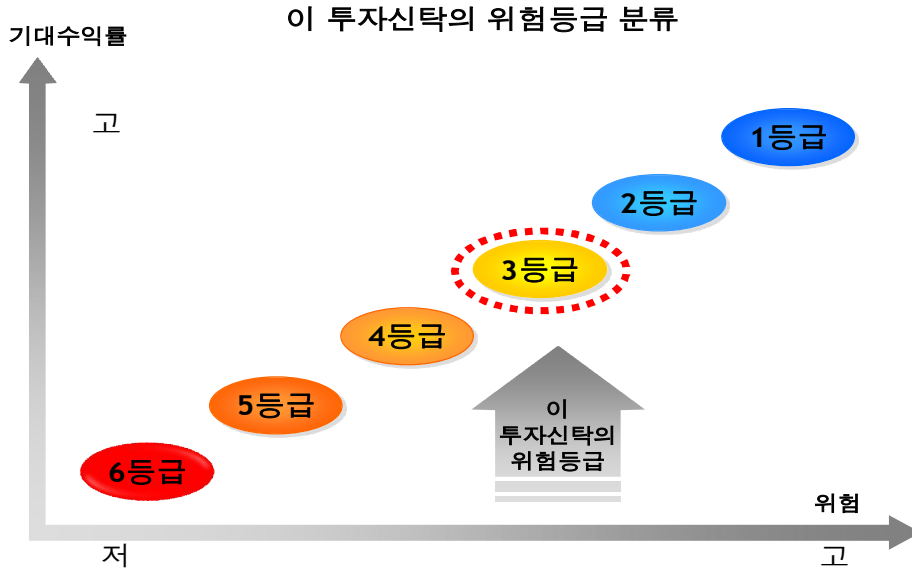 이 투자신탁의 위험등급 분류
기대수익률
고
1등급
2등급
3등급
4등급
5등급
6등급
이
투자신탁의
위험등급
위험
저
고